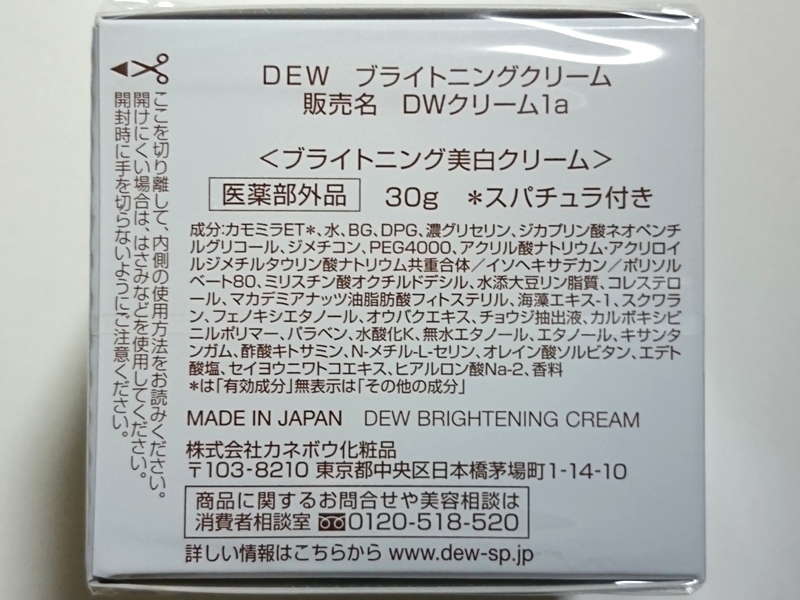 DEW ブライトニングクリーム
販売名 DWクリーム1a
<ブライトニング美白クリーム>
医薬部外品 30g *スパチュラ付き
成分:カモミラET*、水、BG、DPG、濃グリセリン、ジカプリン酸ネオペンチ
ルグリコール、ジメチコン、PEG4000、アクリル酸ナトリウム・アクリロイ
ルジメチルタウリン酸ナトリウム共重合体/イソヘキサデカン/ポリソル
ベート80、ミリスチン酸オクチルドデシル、水添大豆リン脂質、コレステロ
ール、マカデミアナッツ油脂肪酸フィトステリル、海藻エキス-1、スクワラ
ン、フェノキシエタノール、オウバクエキス、チョウジ抽出液、カルボキシビ
ニルポリマー、パラベン、水酸化K、無水エタノール、エタノール、キサンタ
ンガム、酢酸キトサミン、N-メチル-L-セリン、オレイン酸ソルビタン、エデト
酸塩、セイヨウニワトコエキス、ヒアルロン酸Na-2、香料
*は「有効成分」無表示は「その他の成分」
MADE IN JAPAN DEW BRIGHTENING CREAM
株式会社カネボウ化粧品
〒103-8210 東京都中央区日本橋茅場町1-14-10
商品に関するお問合せや美容相談は
消費者相談室 0120-518-520
詳しい情報はこちらから www.dew-sp.jp
ここを切り離して、内側の使用方法をお読みください。
開けにくい場合は、はさみなどを使用してください。
開封時に手を切らないようにご注意ください。